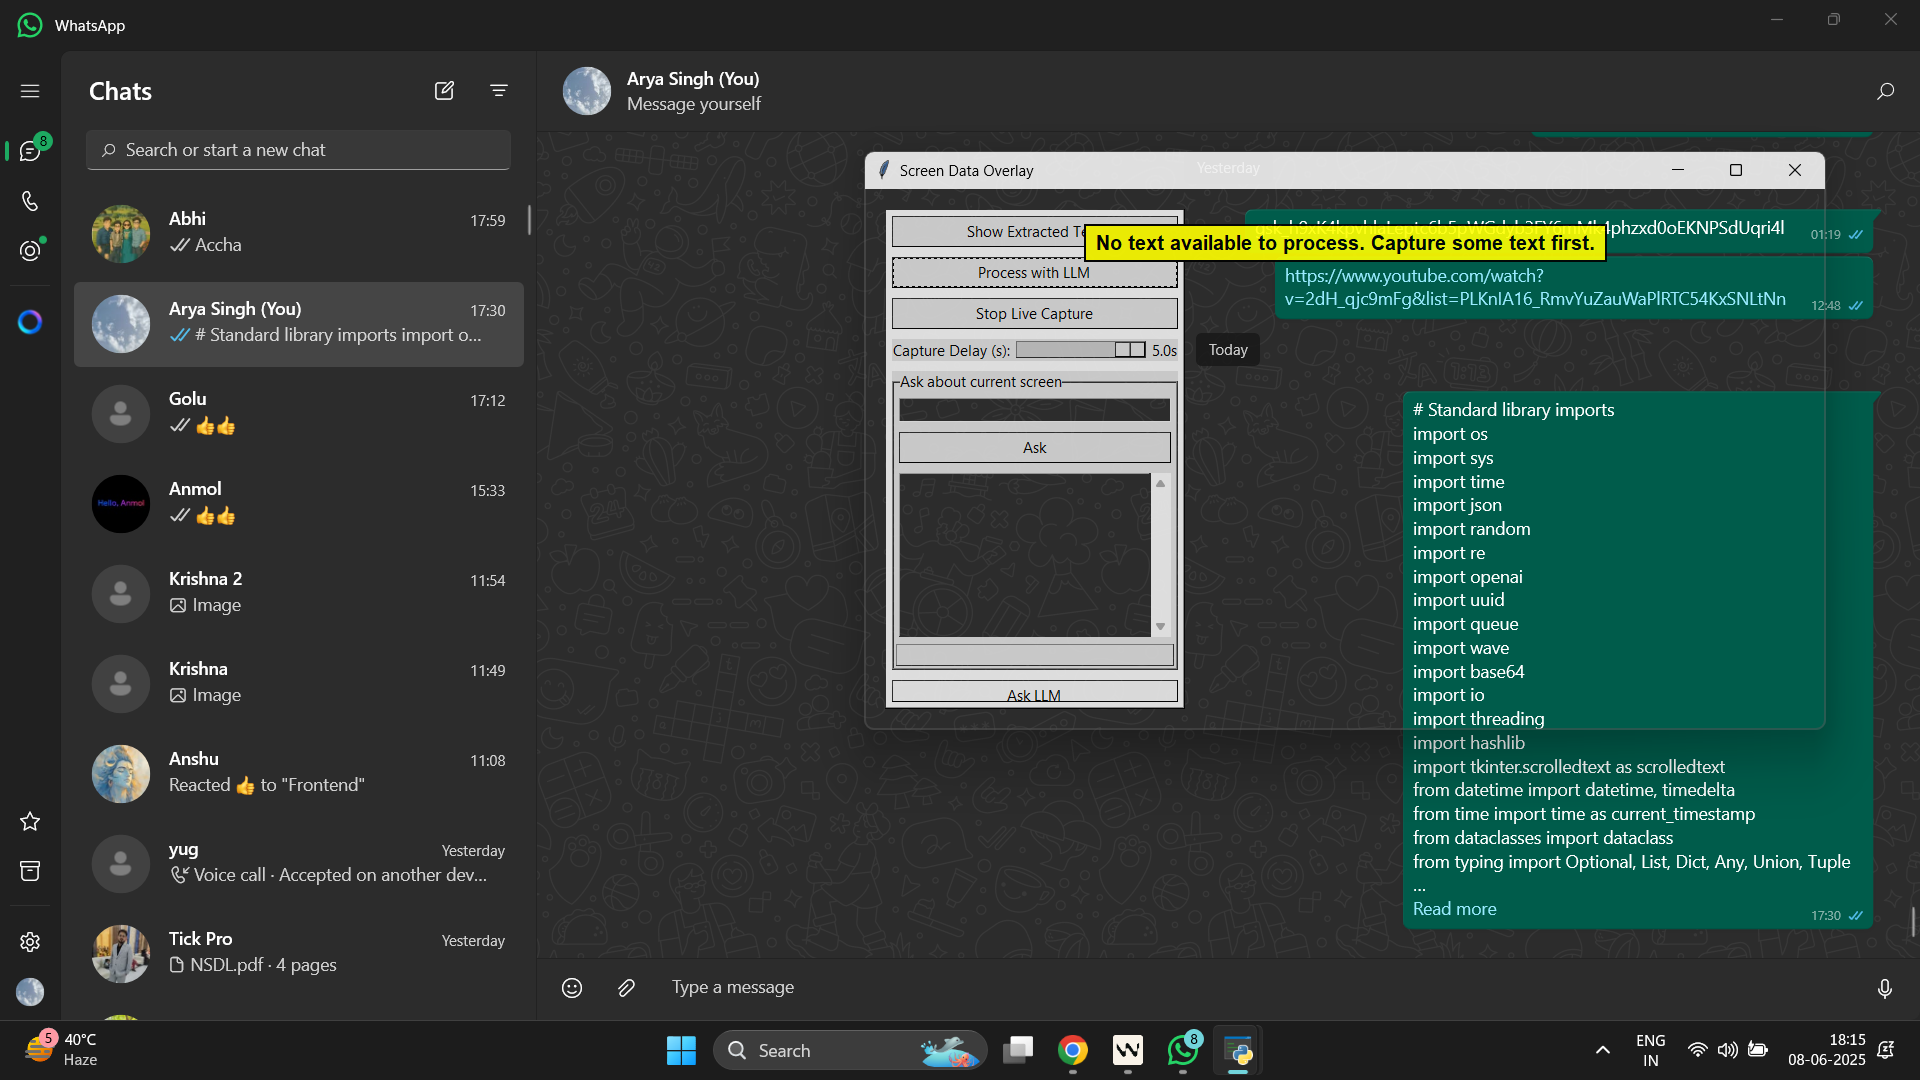 WhatsApp
Chats
Search or start a new chat
8
Abhi
17:59
Accha
Arya Singh (You)
17:30
# Standard library imports import o...
Golu
17:12
👍👍
Anmol
15:33
👍👍
Hello, Anmol
Krishna 2
11:54
Image
Krishna
11:49
Image
Anshu
11:08
Reacted 👍 to "Frontend"
yug
Yesterday
Voice call · Accepted on another dev...
Tick Pro
Yesterday
NSDL.pdf · 4 pages
Arya Singh (You)
Message yourself
Yesterday
Screen Data Overlay
Show Extracted Te
No text available to process. Capture some text first.
01:19
Process with LLM
https://www.youtube.com/watch?
v=2dH_qjc9mFg&list=PLKnIA16_RmvYuZauWaPlRTC54KxSNLtNn
12:48
Stop Live Capture
Capture Delay (s):
5.0s
Today
Ask about current screen
Ask
Ask LLM
# Standard library imports
import os
import sys
import time
import json
import random
import re
import openai
import uuid
import queue
import wave
import base64
import io
import threading
import hashlib
import tkinter.scrolledtext as scrolledtext
from datetime import datetime, timedelta
from time import time as current_timestamp
from dataclasses import dataclass
from typing import Optional, List, Dict, Any, Union, Tuple
...
Read more
17:30
Type a message
5
40°C
Haze
Search
8
ENG
IN
18:15
08-06-2025